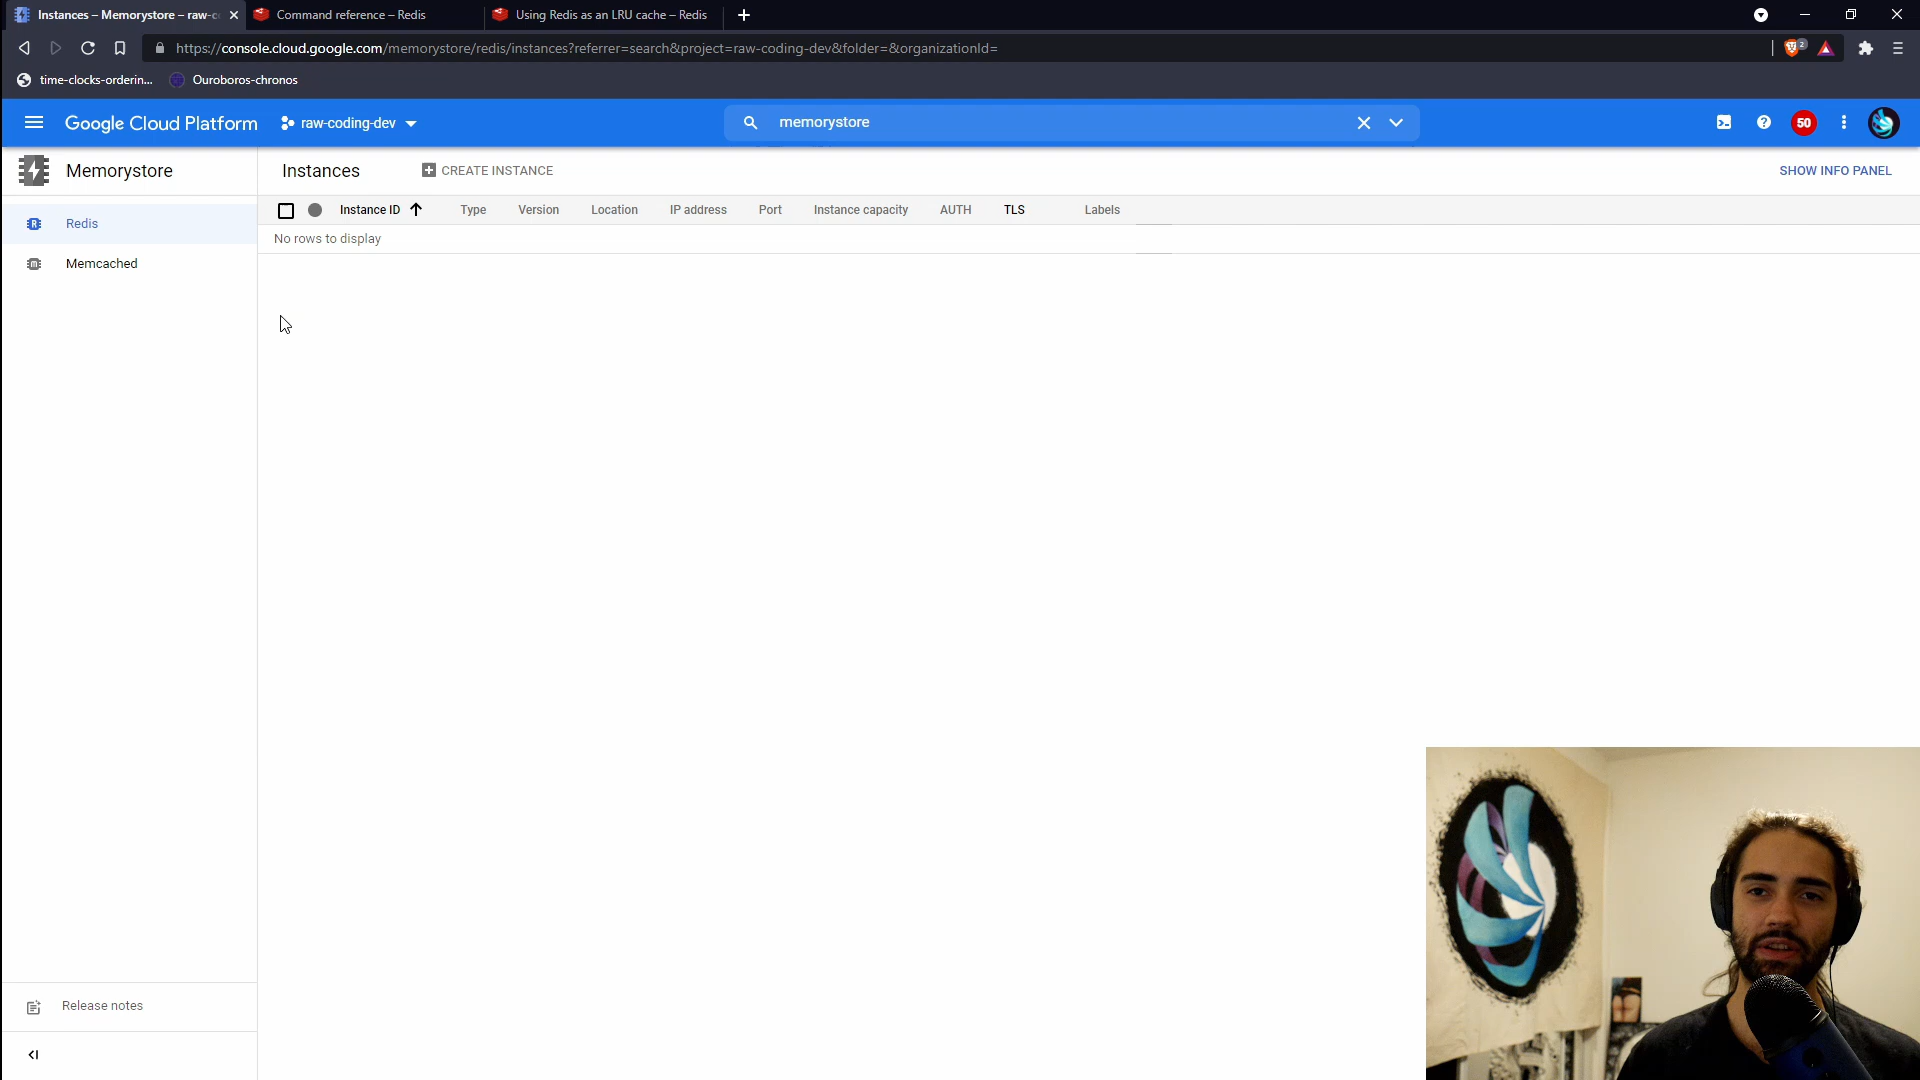 Instances – Memorystore – raw-c
Command reference – Redis
Using Redis as an LRU cache – Redis
https://console.cloud.google.com/memorystore/redis/instances?referrer=search&project=raw-coding-dev&folder=&organizationId=
2
time-clocks-orderin...
Ouroboros-chronos
Google Cloud Platform
raw-coding-dev
memorystore
50
Memorystore
Instances
CREATE INSTANCE
SHOW INFO PANEL
Redis
Memcached
Instance ID
Type
Version
Location
IP address
Port
Instance capacity
AUTH
TLS
Labels
No rows to display
Release notes